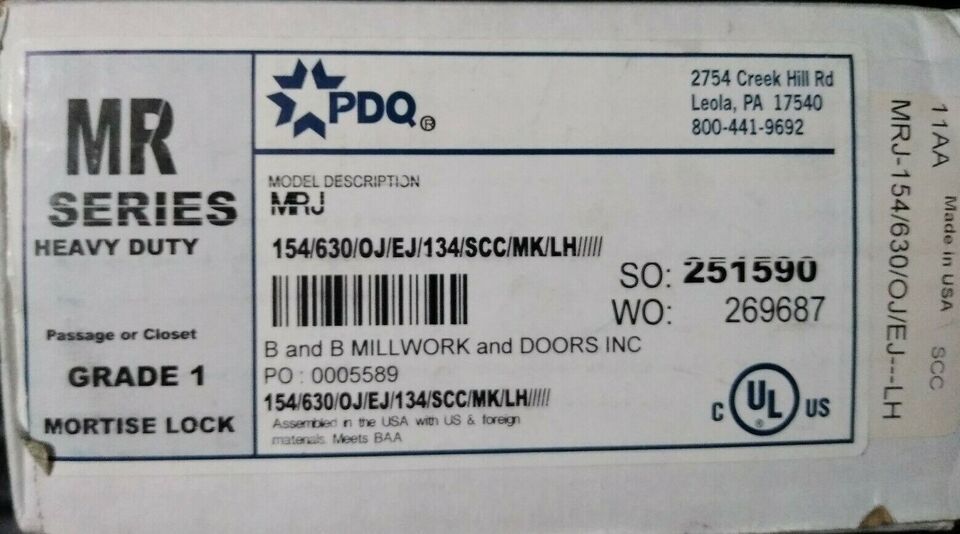 MR
SERIES
HEAVY DUTY
Passage or Closet
GRADE 1
MORTISE LOCK
PDQ®
2754 Creek Hill Rd
Leola, PA 17540
800-441-9692
MODEL DESCRIPTION
MRJ
154/630/OJ/EJ/134/SCC/MK/LH/////
SO: 251590
WO: 269687
B and B MILLWORK and DOORS INC
PO : 0005589
154/630/OJ/EJ/134/SCC/MK/LH/////
Assembled in the USA with US & foreign
materials. Meets BAA
C UL® US
11AA Made in USA SCC
MRJ-154/630/OJ/EJ---LH